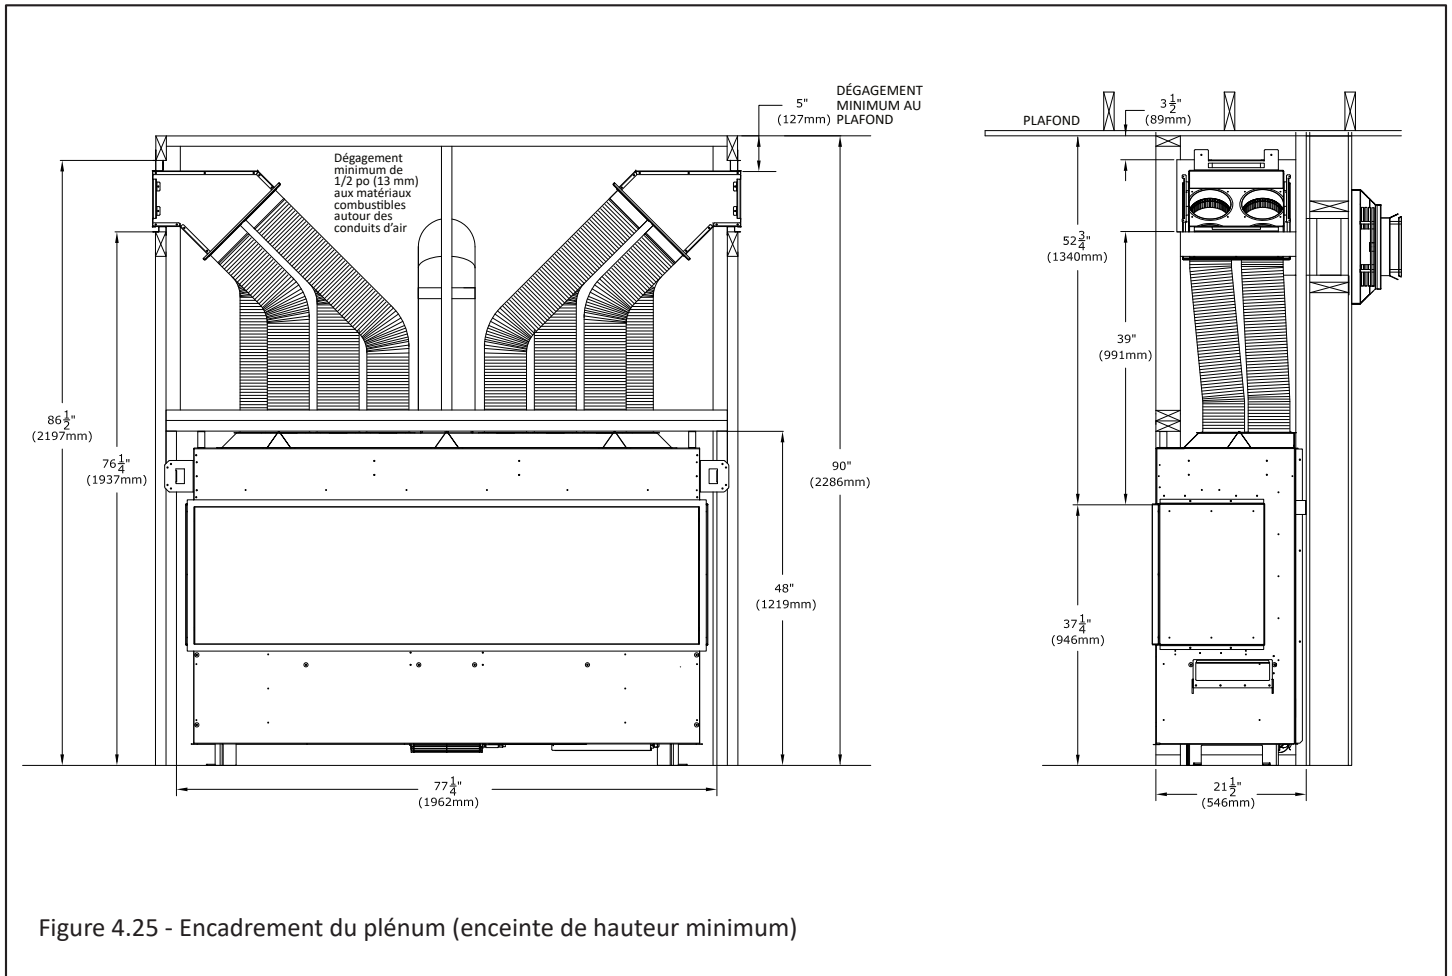 5"
(127mm)
DÉGAGEMENT
MINIMUM AU
PLAFOND
Dégagement
minimum de
1/2 po (13 mm)
aux matériaux
combustibles
autour des
conduits d'air
86 1/2"
(2197mm)
76 1/4"
(1937mm)
90"
(2286mm)
48"
(1219mm)
77 1/4"
(1962mm)
PLAFOND
3 1/2"
(89mm)
52 3/4"
(1340mm)
39"
(991mm)
37 1/4"
(946mm)
21 1/2"
(546mm)
Figure 4.25 - Encadrement du plénum (enceinte de hauteur minimum)